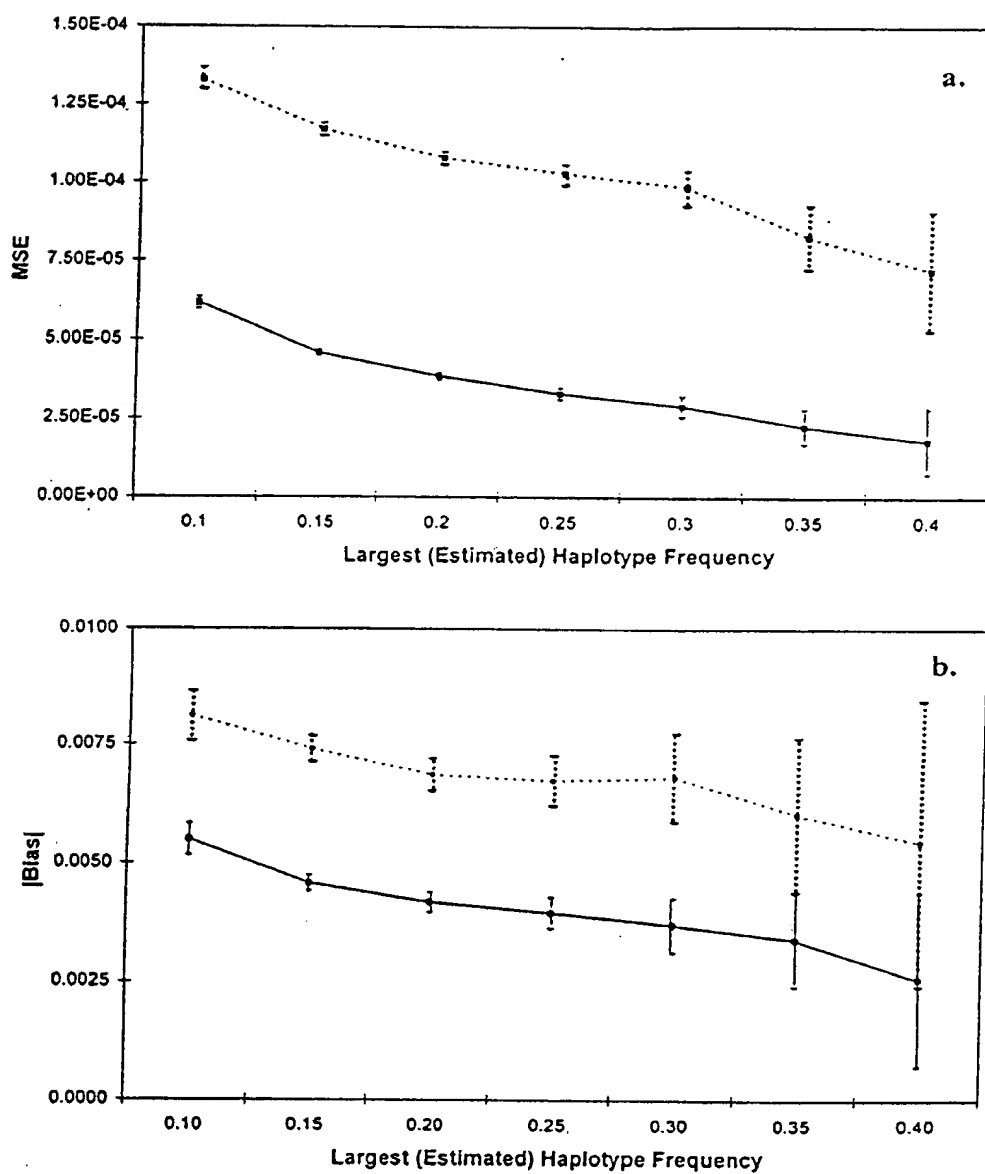 a.
MSE
1.50E-04
1.25E-04
1.00E-04
7.50E-05
5.00E-05
2.50E-05
0.00E+00
0.1 0.15 0.2 0.25 0.3 0.35 0.4
Largest (Estimated) Haplotype Frequency
b.
|Bias|
0.0100
0.0075
0.0050
0.0025
0.0000
0.10 0.15 0.20 0.25 0.30 0.35 0.40
Largest (Estimated) Haplotype Frequency